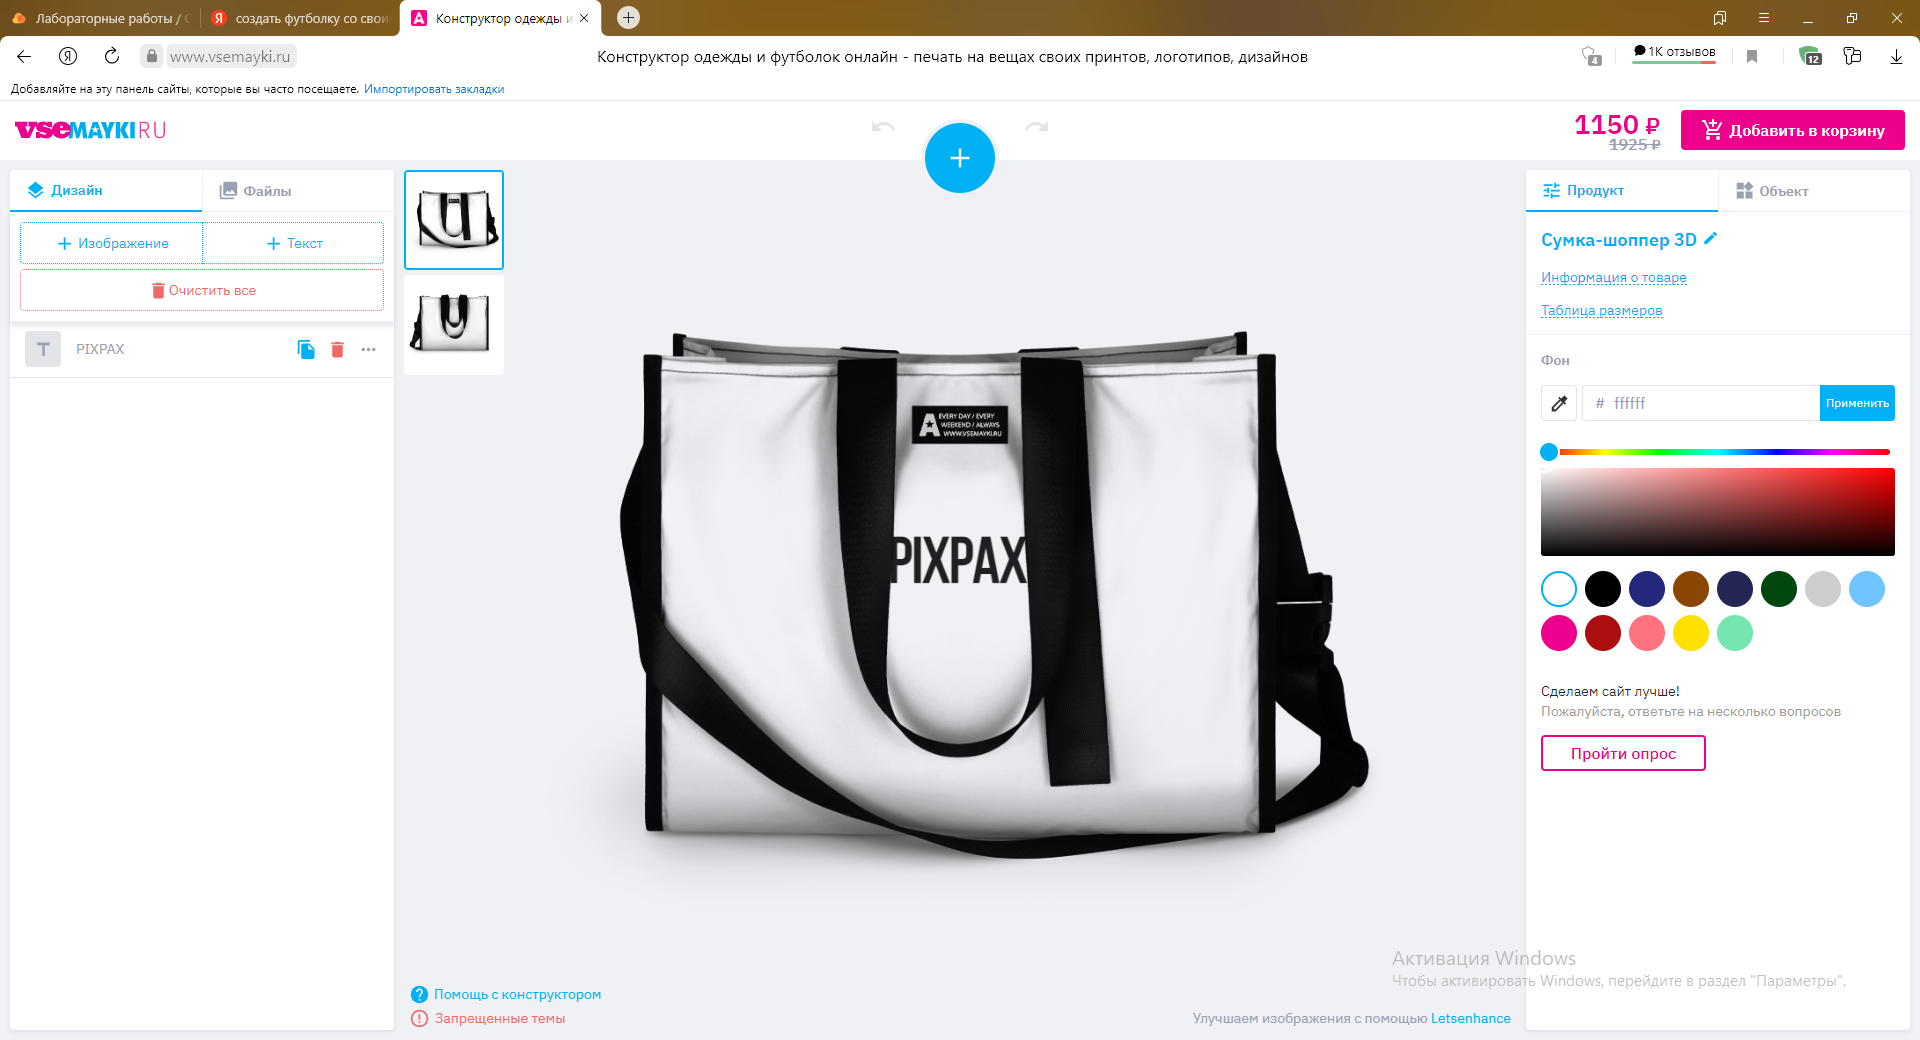 Лабораторные работы /
создать футболку со свои
Конструктор одежды и
www.vsemayki.ru
Конструктор одежды и футболок онлайн - печать на вещах своих принтов, логотипов, дизайнов
4
1К отзывов
12
Добавляйте на эту панель сайты, которые вы часто посещаете. Импортировать закладки
VSEMAYKI.RU
1150 ₽
1925 ₽
Добавить в корзину
Дизайн
Файлы
+ Изображение
+ Текст
Очистить все
T PIXPAX
A EVERY DAY / EVERY
WEEKEND / ALWAYS
WWW.VSEMAYKI.RU
PIXPAX
Продукт
Объект
Сумка-шоппер 3D
Информация о товаре
Таблица размеров
Фон
# ffffff
Применить
Сделаем сайт лучше!
Пожалуйста, ответьте на несколько вопросов
Пройти опрос
Активация Windows
Чтобы активировать Windows, перейдите в раздел "Параметры".
Помощь с конструктором
Запрещенные темы
Улучшаем изображения с помощью Letsenhance